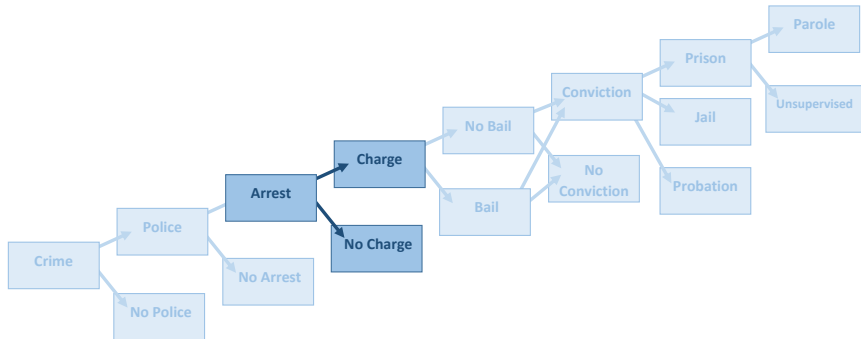 Parole
Prison
Unsupervised
Conviction
Jail
No Bail
Charge
No
Conviction
Probation
Arrest
Bail
Police
No Charge
Crime
No Arrest
No Police